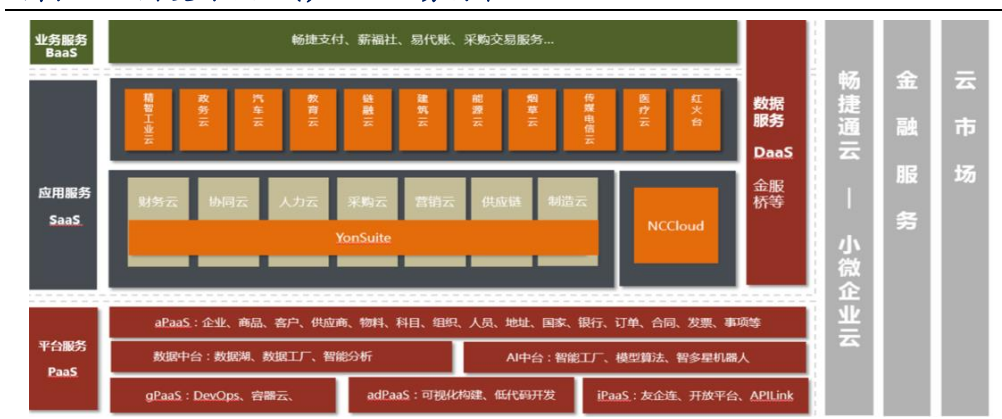 业务服务
BaaS
畅捷支付、薪福社、易代账、采购交易服务...
应用服务
SaaS
精智工业云
政务云
汽车云
教育云
链融云
建筑云
能源云
烟草云
传媒电信云
医疗云
红火台
财务云
协同云
人力云
采购云
营销云
供应链
制造云
YonSuite
NCCloud
数据
服务
DaaS
金服
桥等
平台服务
PaaS
aPaaS：企业、商品、客户、供应商、物料、科目、组织、人员、地址、国家、银行、订单、合同、发票、事项等
数据中台：数据湖、数据工厂、智能分析
AI中台：智能工厂、模型算法、智多星机器人
gPaaS：DevOps、容器云、
adPaaS：可视化构建、低代码开发
iPaaS：友企连、开放平台、APILink
畅捷通云｜小微企业云
金融服务
云市场